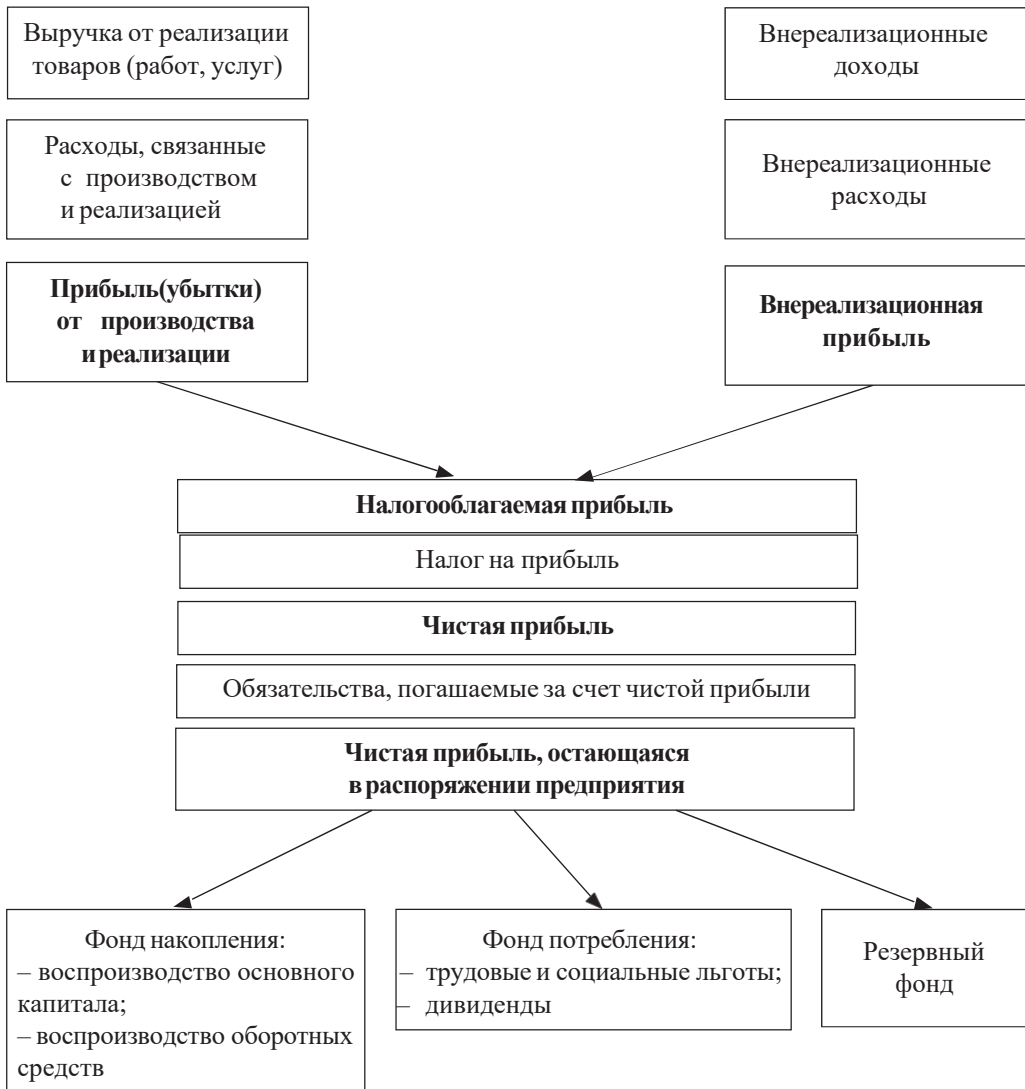 Выручка от реализации
товаров (работ, услуг)
Внереализационные
доходы
Расходы, связанные
с производством
и реализацией
Внереализационные
расходы
Прибыль(убытки)
от производства
и реализации
Внереализационная
прибыль
Налогооблагаемая прибыль
Налог на прибыль
Чистая прибыль
Обязательства, погашаемые за счет чистой прибыли
Чистая прибыль, остающаяся
в распоряжении предприятия
Фонд накопления:
– воспроизводство основного
капитала;
– воспроизводство оборотных
средств
Фонд потребления:
– трудовые и социальные льготы;
– дивиденды
Резервный
фонд